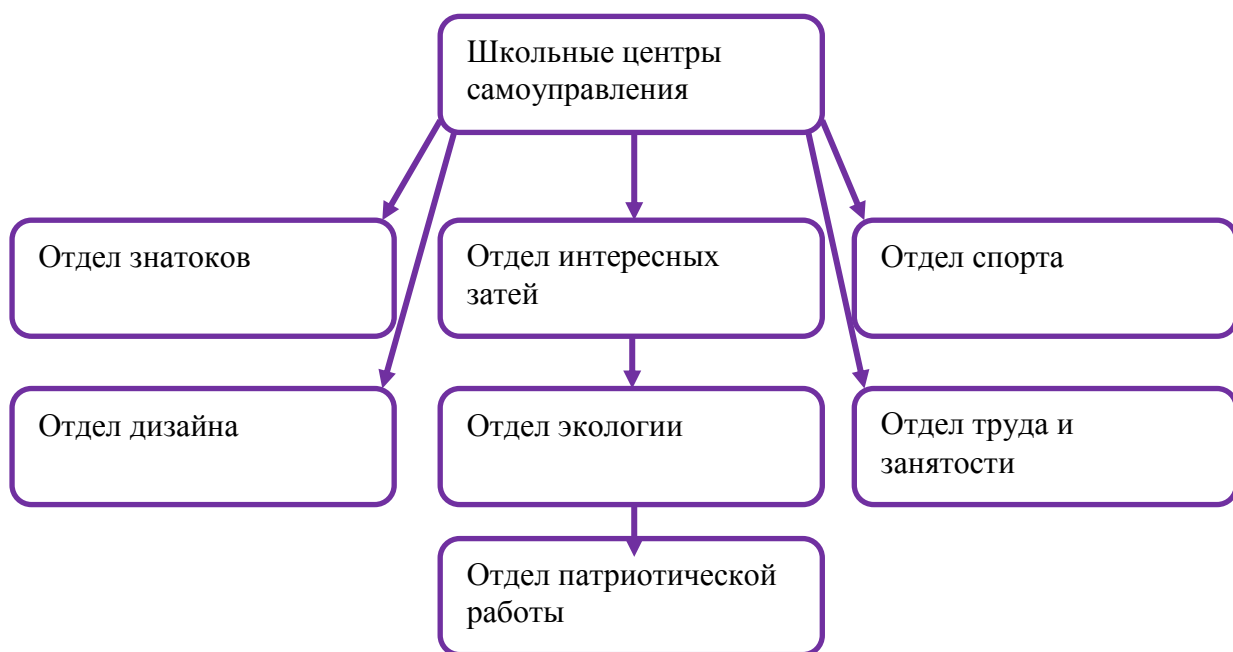 Школьные центры
самоуправления
Отдел знатоков
Отдел интересных
затей
Отдел спорта
Отдел дизайна
Отдел экологии
Отдел труда и
занятости
Отдел патриотической
работы